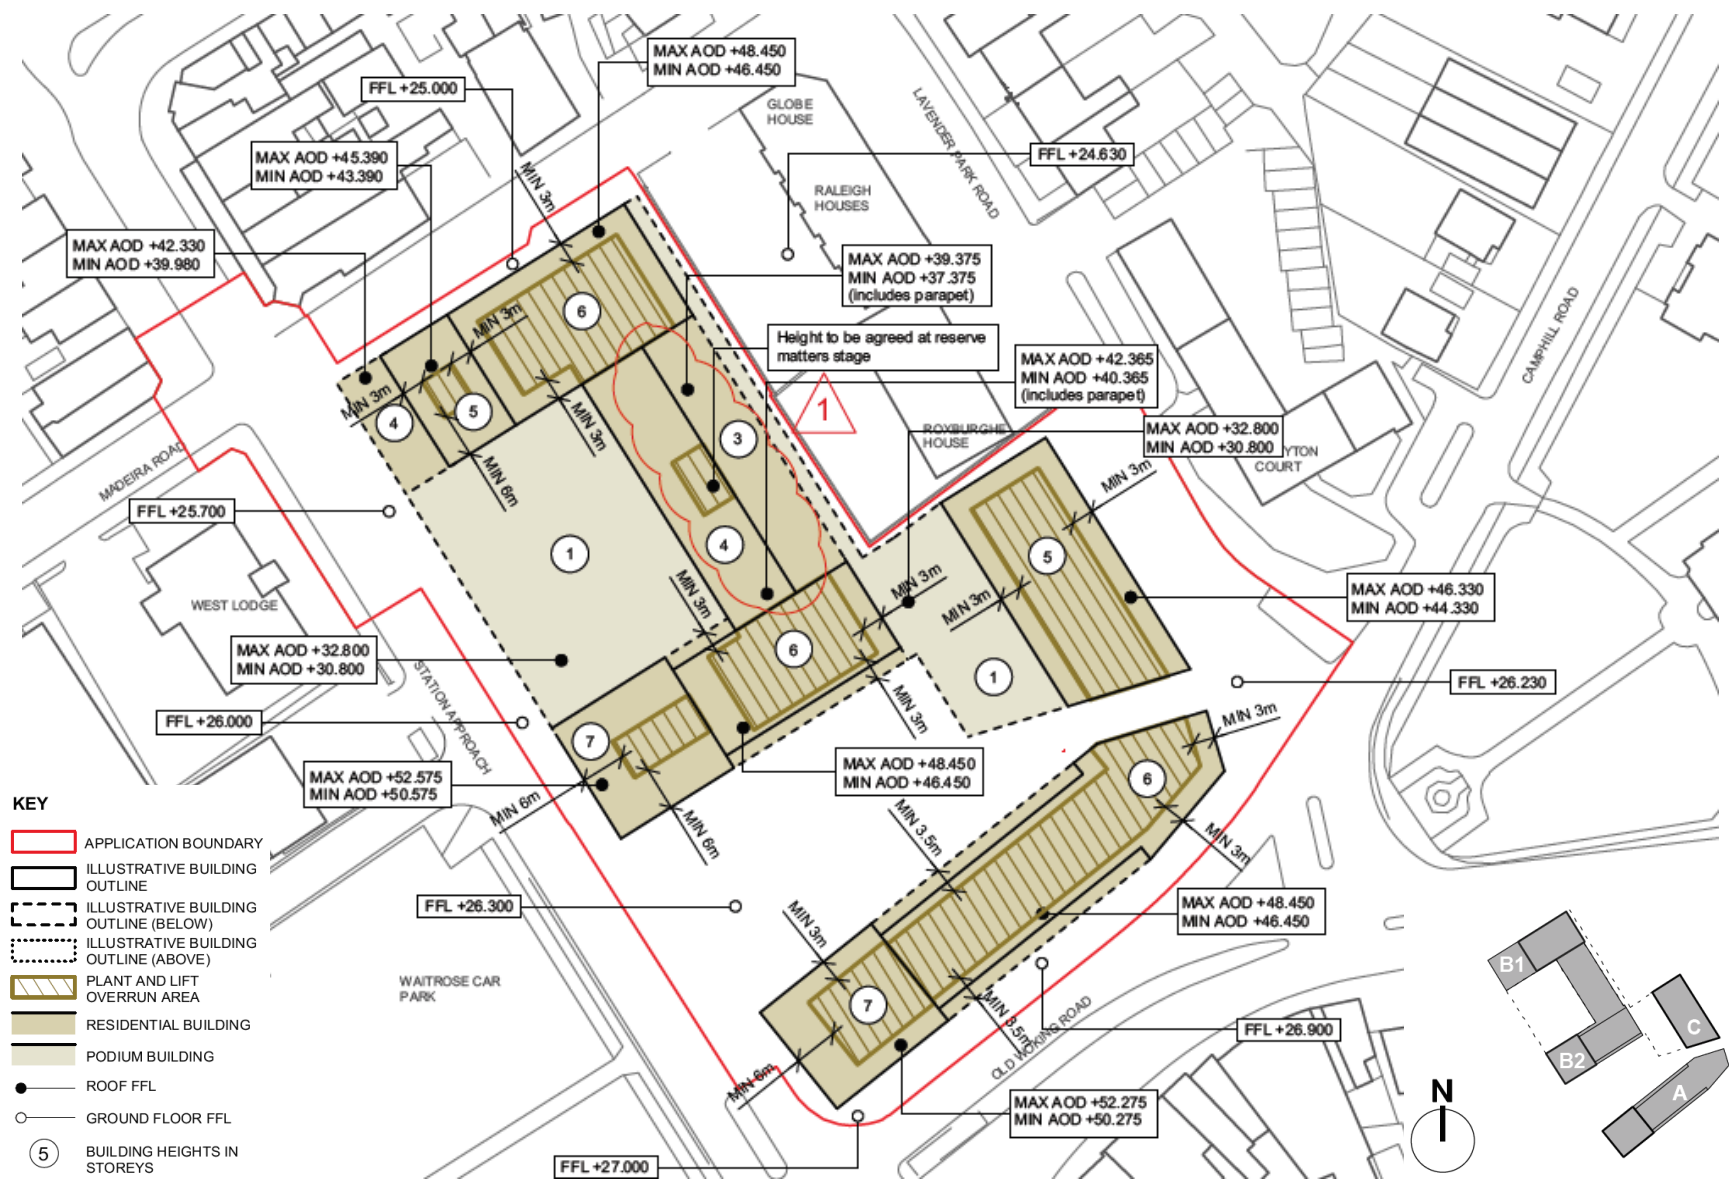 MAX AOD +48.450
MIN AOD +46.450
FFL +25.000
GLOBE
HOUSE
LAVENDER PARK ROAD
MAX AOD +45.390
MIN AOD +43.390
FFL +24.630
MIN 3m
RALEIGH
HOUSES
MAX AOD +42.330
MIN AOD +39.980
MAX AOD +39.375
MIN AOD +37.375
(includes parapet)
6
MIN 3m
Height to be agreed at reserve
matters stage
CAMPHILL ROAD
MAX AOD +42.365
MIN AOD +40.365
(includes parapet)
MIN 3m
4
5
MIN 3m
1
3
ROXBURGHE
HOUSE
MAX AOD +32.800
MIN AOD +30.800
YTON
COURT
MADEIRA ROAD
MIN 6m
MIN 3m
FFL +25.700
1
4
5
MIN 3m
MIN 3m
MIN 3m
MAX AOD +46.330
MIN AOD +44.330
WEST LODGE
MAX AOD +32.800
MIN AOD +30.800
6
1
FFL +26.230
STATION APPROACH
FFL +26.000
MIN 3m
MIN 3m
7
MAX AOD +52.575
MIN AOD +50.575
MAX AOD +48.450
MIN AOD +46.450
6
MIN 6m
MIN 6m
MIN 3.5m
MIN 3m
FFL +26.300
MIN 3m
MAX AOD +48.450
MIN AOD +46.450
WAITROSE CAR
PARK
7
MIN 3.5m
OLD WOKING ROAD
FFL +26.900
MIN 6m
MAX AOD +52.275
MIN AOD +50.275
FFL +27.000
KEY
APPLICATION BOUNDARY
ILLUSTRATIVE BUILDING
OUTLINE
ILLUSTRATIVE BUILDING
OUTLINE (BELOW)
ILLUSTRATIVE BUILDING
OUTLINE (ABOVE)
PLANT AND LIFT
OVERRUN AREA
RESIDENTIAL BUILDING
PODIUM BUILDING
ROOF FFL
GROUND FLOOR FFL
5
BUILDING HEIGHTS IN
STOREYS
B1
C
B2
A
N